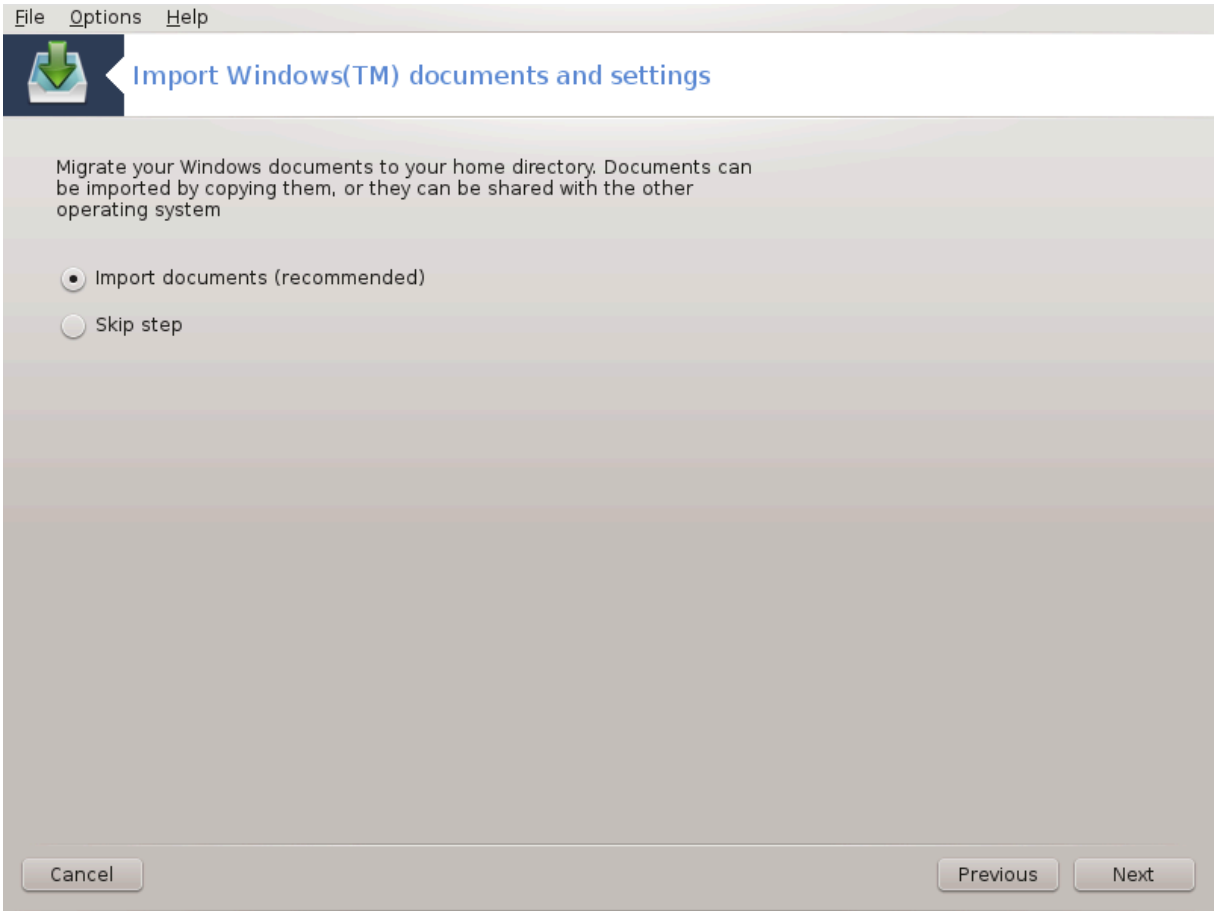 File Options Help
Import Windows(TM) documents and settings
Migrate your Windows documents to your home directory. Documents can
be imported by copying them, or they can be shared with the other
operating system
Import documents (recommended)
Skip step
Cancel Previous Next